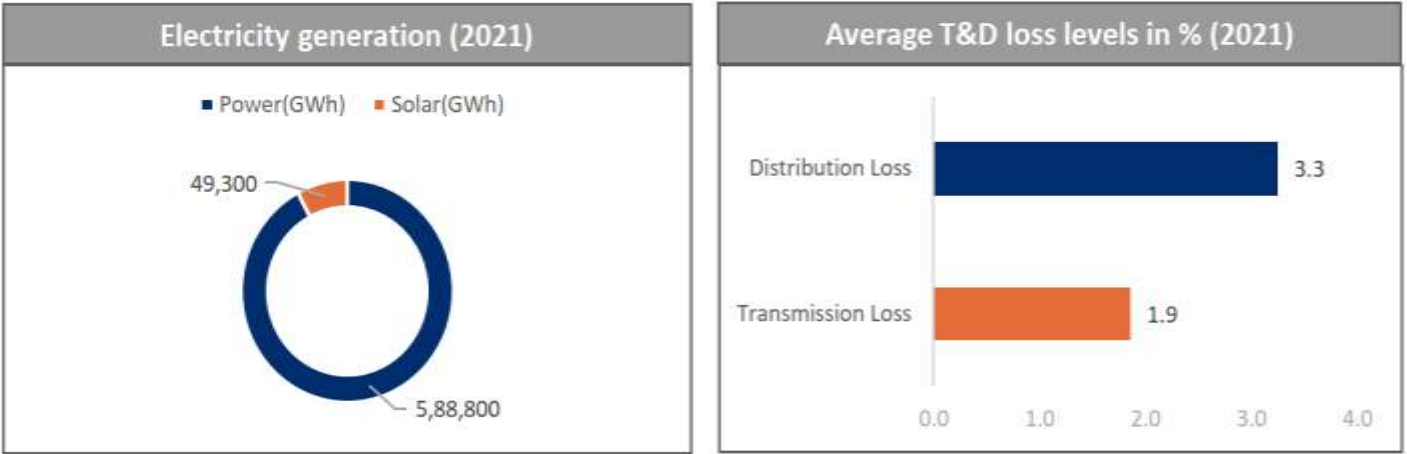 Electricity generation (2021)
Power(GWh) Solar(GWh)
49,300
5,88,800
Average T&D loss levels in % (2021)
Distribution Loss 3.3
Transmission Loss 1.9
0.0 1.0 2.0 3.0 4.0